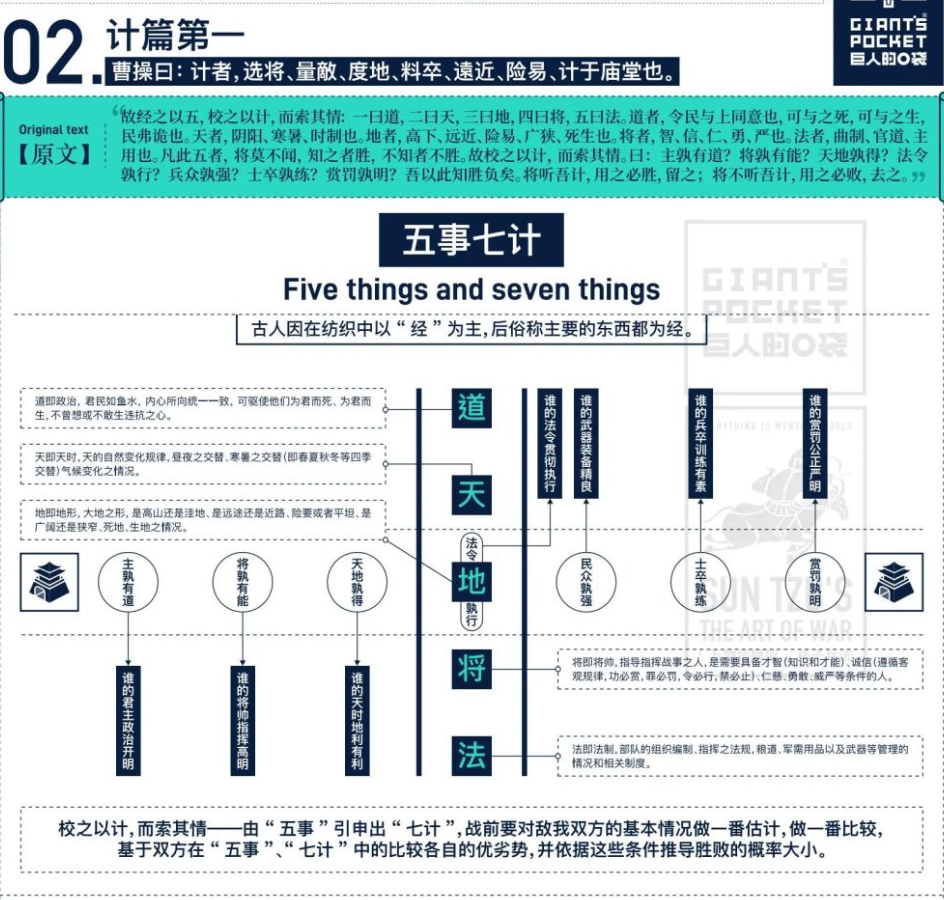 02.
计篇第一
曹操曰：计者，选将、量敵、度地、料卒、遠近、险易、计于庙堂也。
GIANT'S
POCKET
巨人的口袋
Original text
【原文】
“故经之以五，校之以计，而索其情：一曰道，二曰天，三曰地，四曰将，五曰法。道者，令民与上同意也，可与之死，可与之生，
民弗诡也。天者，阴阳、寒暑、时制也。地者，高下、远近、险易、广狭、死生也。将者，智、信、仁、勇、严也。法者，曲制、官道、主
用也。凡此五者，将莫不闻，知之者胜，不知者不胜。故校之以计，而索其情。曰：主孰有道？将孰有能？天地孰得？法令
孰行？兵众孰强？士卒孰练？赏罚孰明？吾以此知胜负矣。将听吾计，用之必胜，留之；将不听吾计，用之必败，去之。”
五事七计
Five things and seven things
古人因在纺织中以“经”为主，后俗称主要的东西都为经。
GIANT'S
POCKET
巨人的口袋
道即政治，君民如鱼水，内心所向统一一致，可驱使他们为君而死、为君而
生，不曾想或不敢生违抗之心。
天即天时，天的自然变化规律，昼夜之交替、寒暑之交替（即春夏秋冬等四季
交替）气候变化之情况。
地即地形，大地之形，是高山还是洼地、是远途还是近路、险要或者平坦、是
广阔还是狭窄、死地、生地之情况。
道
天
法令
地
孰行
将
法
谁的法令贯彻执行
谁的武器装备精良
谁的兵卒训练有素
谁的赏罚公正严明
主孰有道
将孰有能
天地孰得
民众孰强
士卒孰练
赏罚孰明
SUN TZU'S
THE ART OF WAR
谁的君主政治开明
谁的将帅指挥高明
谁的天时地利有利
将即将帅，指导指挥战事之人，是需要具备才智（知识和才能）、诚信（遵循客
观规律，功必赏，罪必罚，令必行，禁必止）、仁慈、勇敢、威严等条件的人。
法即法制，部队的组织编制、指挥之法规，粮道、军需用品以及武器等管理的
情况和相关制度。
校之以计，而索其情——由“五事”引申出“七计”，战前要对敌我双方的基本情况做一番估计，做一番比较，
基于双方在“五事”、“七计”中的比较各自的优劣势，并依据这些条件推导胜败的概率大小。